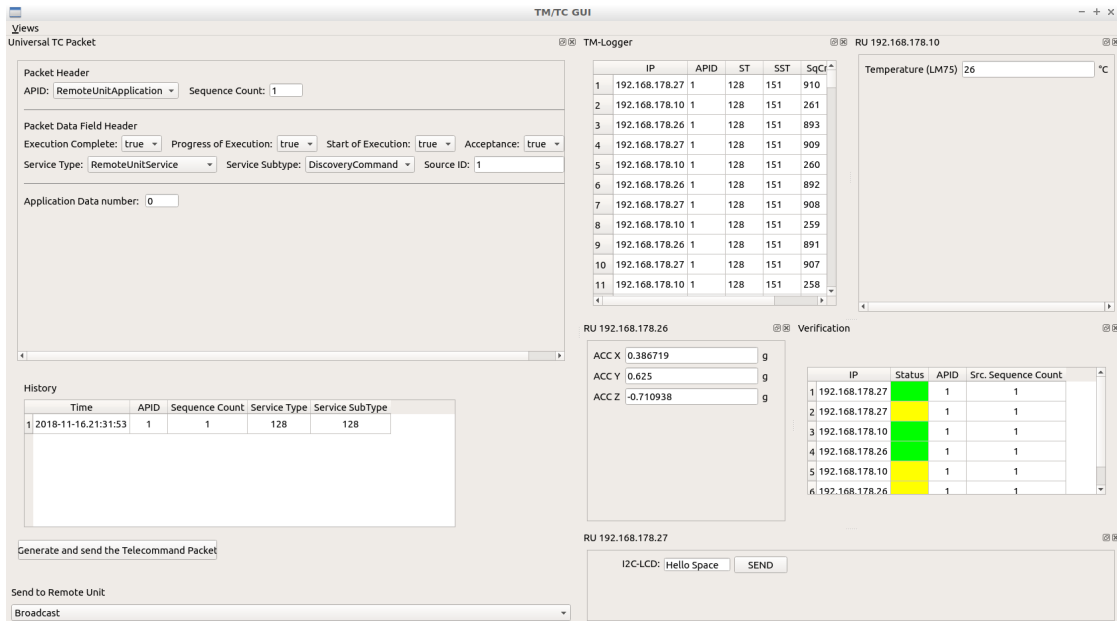 TM/TC GUI
Views
Universal TC Packet
Packet Header
APID: RemoteUnitApplication Sequence Count: 1
Packet Data Field Header
Execution Complete: true Progress of Execution: true Start of Execution: true Acceptance: true
Service Type: RemoteUnitService Service Subtype: DiscoveryCommand Source ID: 1
Application Data number: 0
History
Time APID Sequence Count Service Type Service SubType
1 2018-11-16.21:31:53 1 1 128 128
Generate and send the Telecommand Packet
Send to Remote Unit
Broadcast
TM-Logger
IP APID ST SST SqCr
1 192.168.178.27 1 128 151 910
2 192.168.178.10 1 128 151 261
3 192.168.178.26 1 128 151 893
4 192.168.178.27 1 128 151 909
5 192.168.178.10 1 128 151 260
6 192.168.178.26 1 128 151 892
7 192.168.178.27 1 128 151 908
8 192.168.178.10 1 128 151 259
9 192.168.178.26 1 128 151 891
10 192.168.178.27 1 128 151 907
11 192.168.178.10 1 128 151 258
RU 192.168.178.10
Temperature (LM75) 26 °C
RU 192.168.178.26
ACC X 0.386719 g
ACC Y 0.625 g
ACC Z -0.710938 g
Verification
IP Status APID Src. Sequence Count
1 192.168.178.27 1 1
2 192.168.178.27 1 1
3 192.168.178.10 1 1
4 192.168.178.26 1 1
5 192.168.178.10 1 1
6 192.168.178.26 1 1
RU 192.168.178.27
I2C-LCD: Hello Space SEND